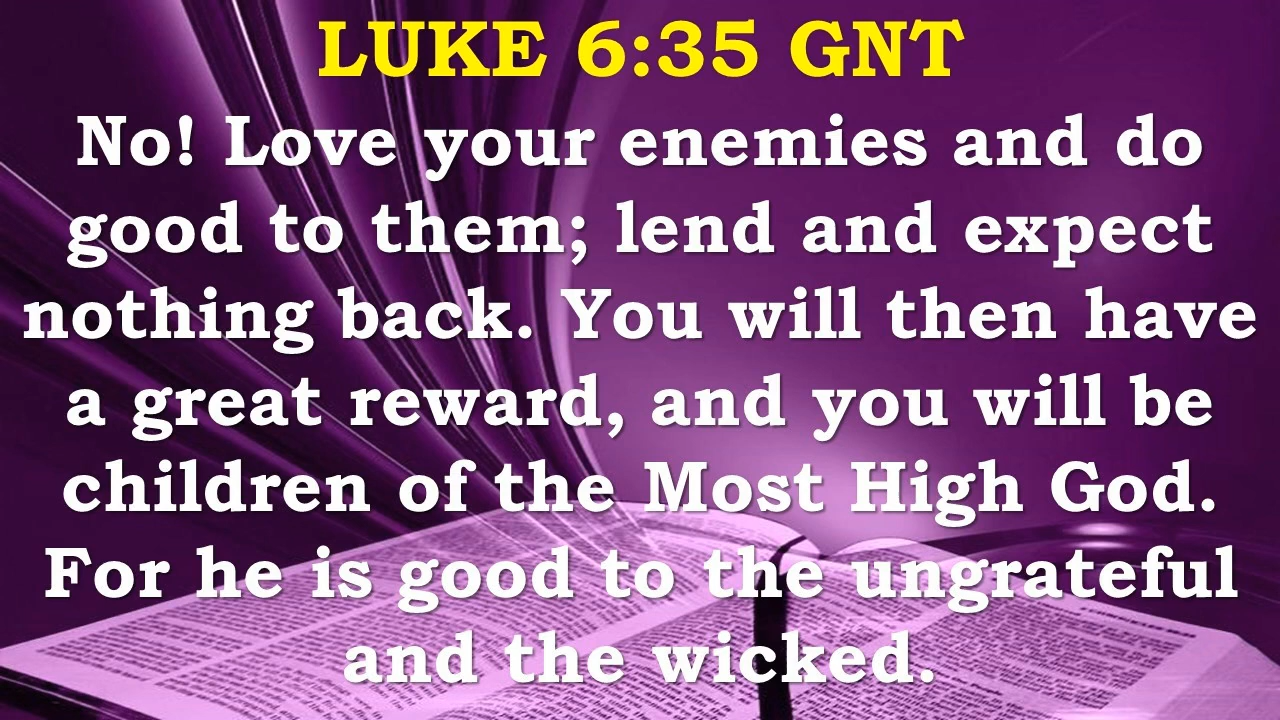 LUKE 6:35 GNT
No! Love your enemies and do
good to them; lend and expect
nothing back. You will then have
a great reward, and you will be
children of the Most High God.
For he is good to the ungrateful
and the wicked.